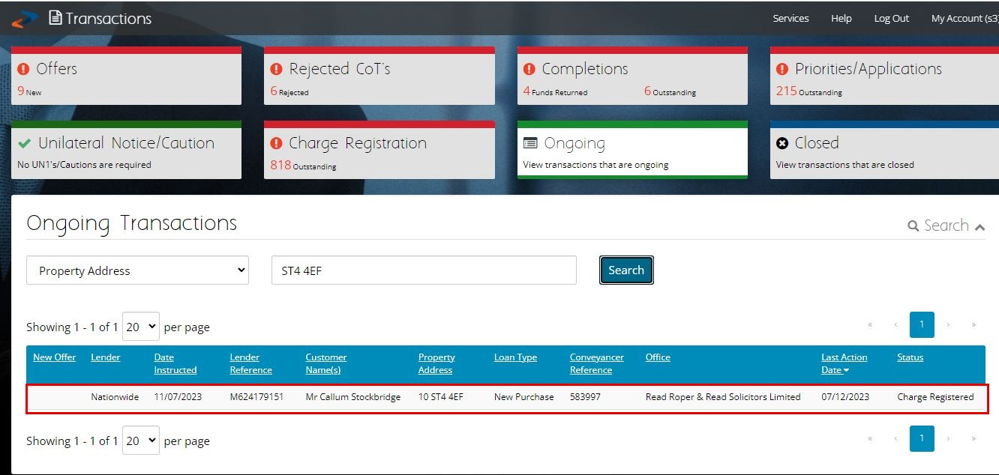 Transactions
Services Help Log Out My Account (s3)
Offers
9 New
Rejected CoT's
6 Rejected
Completions
4 Funds Returned 6 Outstanding
Priorities/Applications
215 Outstanding
Unilateral Notice/Caution
No UN1's/Cautions are required
Charge Registration
818 Outstanding
Ongoing
View transactions that are ongoing
Closed
View transactions that are closed
Ongoing Transactions
Search
Property Address ST4 4EF Search
Showing 1 - 1 of 1 20 per page
« ‹ 1 › »
New Offer Lender Date Instructed Lender Reference Customer Name(s) Property Address Loan Type Conveyancer Reference Office Last Action Date Status
Nationwide 11/07/2023 M624179151 Mr Callum Stockbridge 10 ST4 4EF New Purchase 583997 Read Roper & Read Solicitors Limited 07/12/2023 Charge Registered
Showing 1 - 1 of 1 20 per page
« ‹ 1 › »